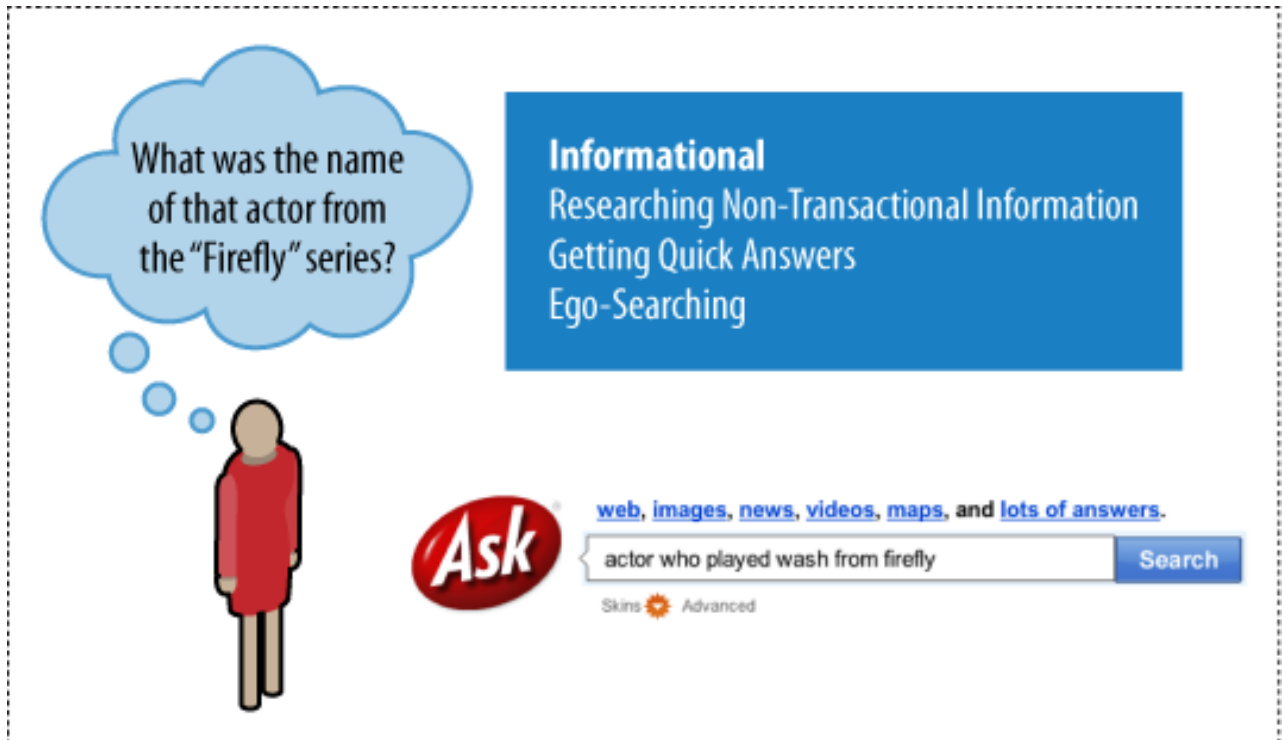 What was the name
of that actor from
the “Firefly” series?
Informational
Researching Non-Transactional Information
Getting Quick Answers
Ego-Searching
web, images, news, videos, maps, and lots of answers.
Ask
actor who played wash from firefly
Search
Skins
Advanced